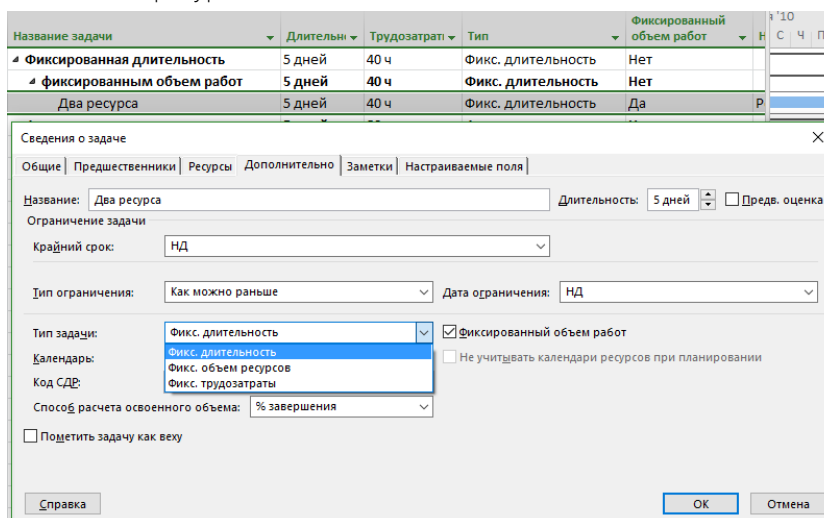 Фиксированный
'10
Название задачи Длительн Трудозатрат Тип объем работ Н С Ч П
Фиксированная длительность 5 дней 40 ч Фикс. длительность Нет
фиксированным объем работ 5 дней 40 ч Фикс. длительность Нет
Два ресурса 5 дней 40 ч Фикс. длительность Да Р
Сведения о задаче
Общие Предшественники Ресурсы Дополнительно Заметки Настраиваемые поля
Название: Два ресурса Длительность: 5 дней Предв. оценка
Ограничение задачи
Крайний срок: НД
Тип ограничения: Как можно раньше Дата ограничения: НД
Тип задачи: Фикс. длительность Фиксированный объем работ
Фикс. длительность
Календарь: Фикс. объем ресурсов Не учитывать календари ресурсов при планировании
Код СДР: Фикс. трудозатраты
Способ расчета освоенного объема: % завершения
Пометить задачу как веху
Справка ОК Отмена